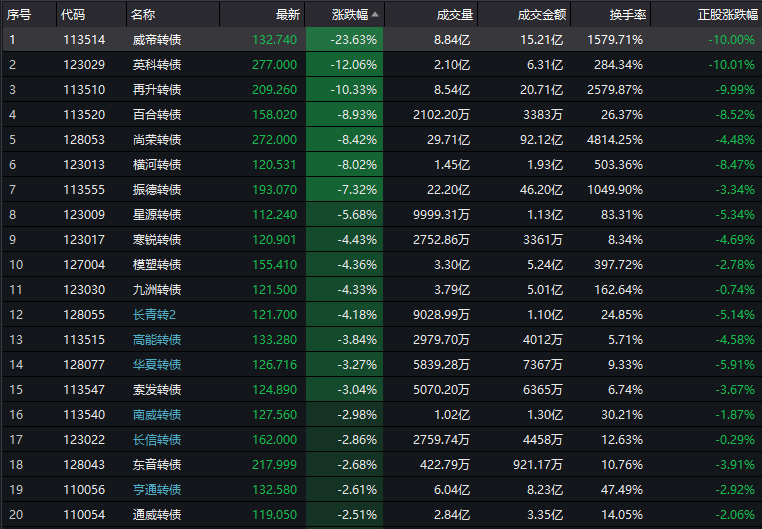 序号 代码 名称 最新 涨跌幅 成交量 成交金额 换手率 正股涨跌幅
1 113514 威帝转债 132.740 -23.63% 8.84亿 15.21亿 1579.71% -10.00%
2 123029 英科转债 277.000 -12.06% 2.10亿 6.31亿 284.34% -10.01%
3 113510 再升转债 209.260 -10.33% 8.54亿 20.71亿 2579.87% -9.99%
4 113520 百合转债 158.020 -8.93% 2102.20万 3383万 26.37% -8.52%
5 128053 尚荣转债 272.000 -8.42% 29.71亿 92.12亿 4814.25% -4.48%
6 123013 横河转债 120.531 -8.02% 1.45亿 1.93亿 503.36% -8.47%
7 113555 振德转债 193.070 -7.32% 22.20亿 46.20亿 1049.90% -3.34%
8 123009 星源转债 112.240 -5.68% 9999.31万 1.13亿 83.31% -5.34%
9 123017 寒锐转债 120.901 -4.43% 2752.86万 3361万 8.34% -4.69%
10 127004 模塑转债 155.410 -4.36% 3.30亿 5.24亿 397.72% -2.78%
11 123030 九洲转债 121.500 -4.33% 3.79亿 5.01亿 162.64% -0.74%
12 128055 长青转2 121.700 -4.18% 9028.99万 1.10亿 24.85% -5.14%
13 113515 高能转债 133.280 -3.84% 2979.70万 4012万 5.71% -4.58%
14 128077 华夏转债 126.716 -3.27% 5839.28万 7367万 9.33% -5.91%
15 113547 索发转债 124.890 -3.04% 5070.20万 6365万 6.74% -3.67%
16 113540 南威转债 127.560 -2.98% 1.02亿 1.30亿 30.21% -1.87%
17 123022 长信转债 162.000 -2.86% 2759.74万 4458万 12.63% -0.29%
18 128043 东音转债 217.999 -2.68% 422.79万 921.17万 10.76% -3.91%
19 110056 亨通转债 132.580 -2.61% 6.04亿 8.23亿 47.49% -2.92%
20 110054 通威转债 119.050 -2.51% 2.84亿 3.35亿 14.05% -2.06%